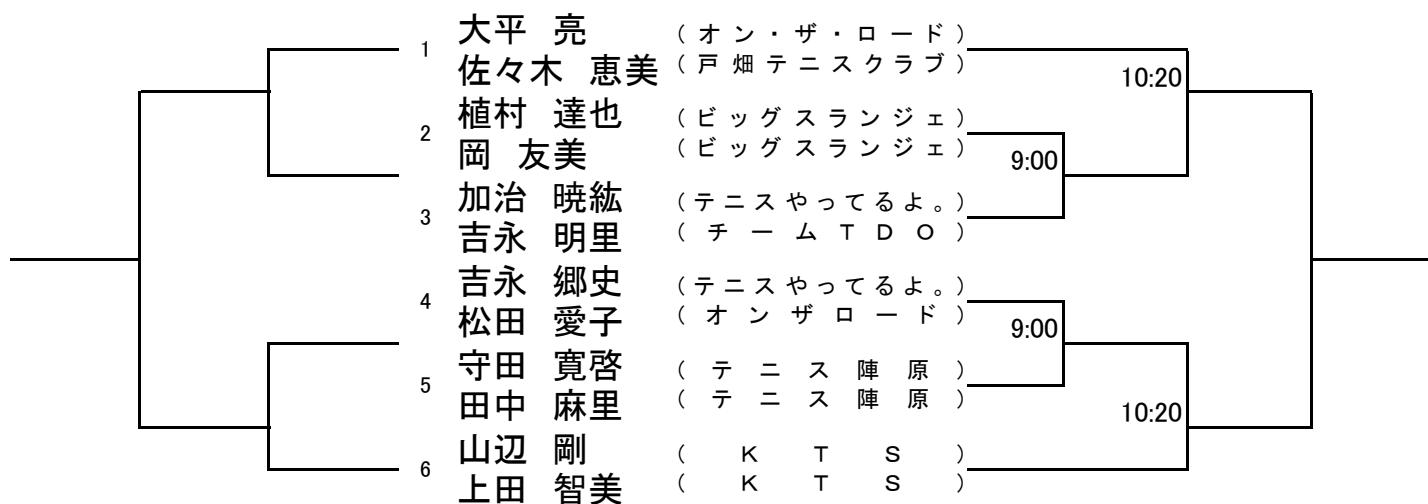 1 大平 亮 (オン・ザ・ロード)
佐々木 恵美 (戸畑テニスクラブ)
10:20
2 植村 達也 (ビッグスランジェ)
岡 友美 (ビッグスランジェ)
9:00
3 加治 暁紘 (テニスやってるよ。)
吉永 明里 (チームTDO)
4 吉永 郷史 (テニスやってるよ。)
松田 愛子 (オンザロード)
9:00
5 守田 寛啓 (テニス陣原)
田中 麻里 (テニス陣原)
10:20
6 山辺 剛 (KTS)
上田 智美 (KTS)